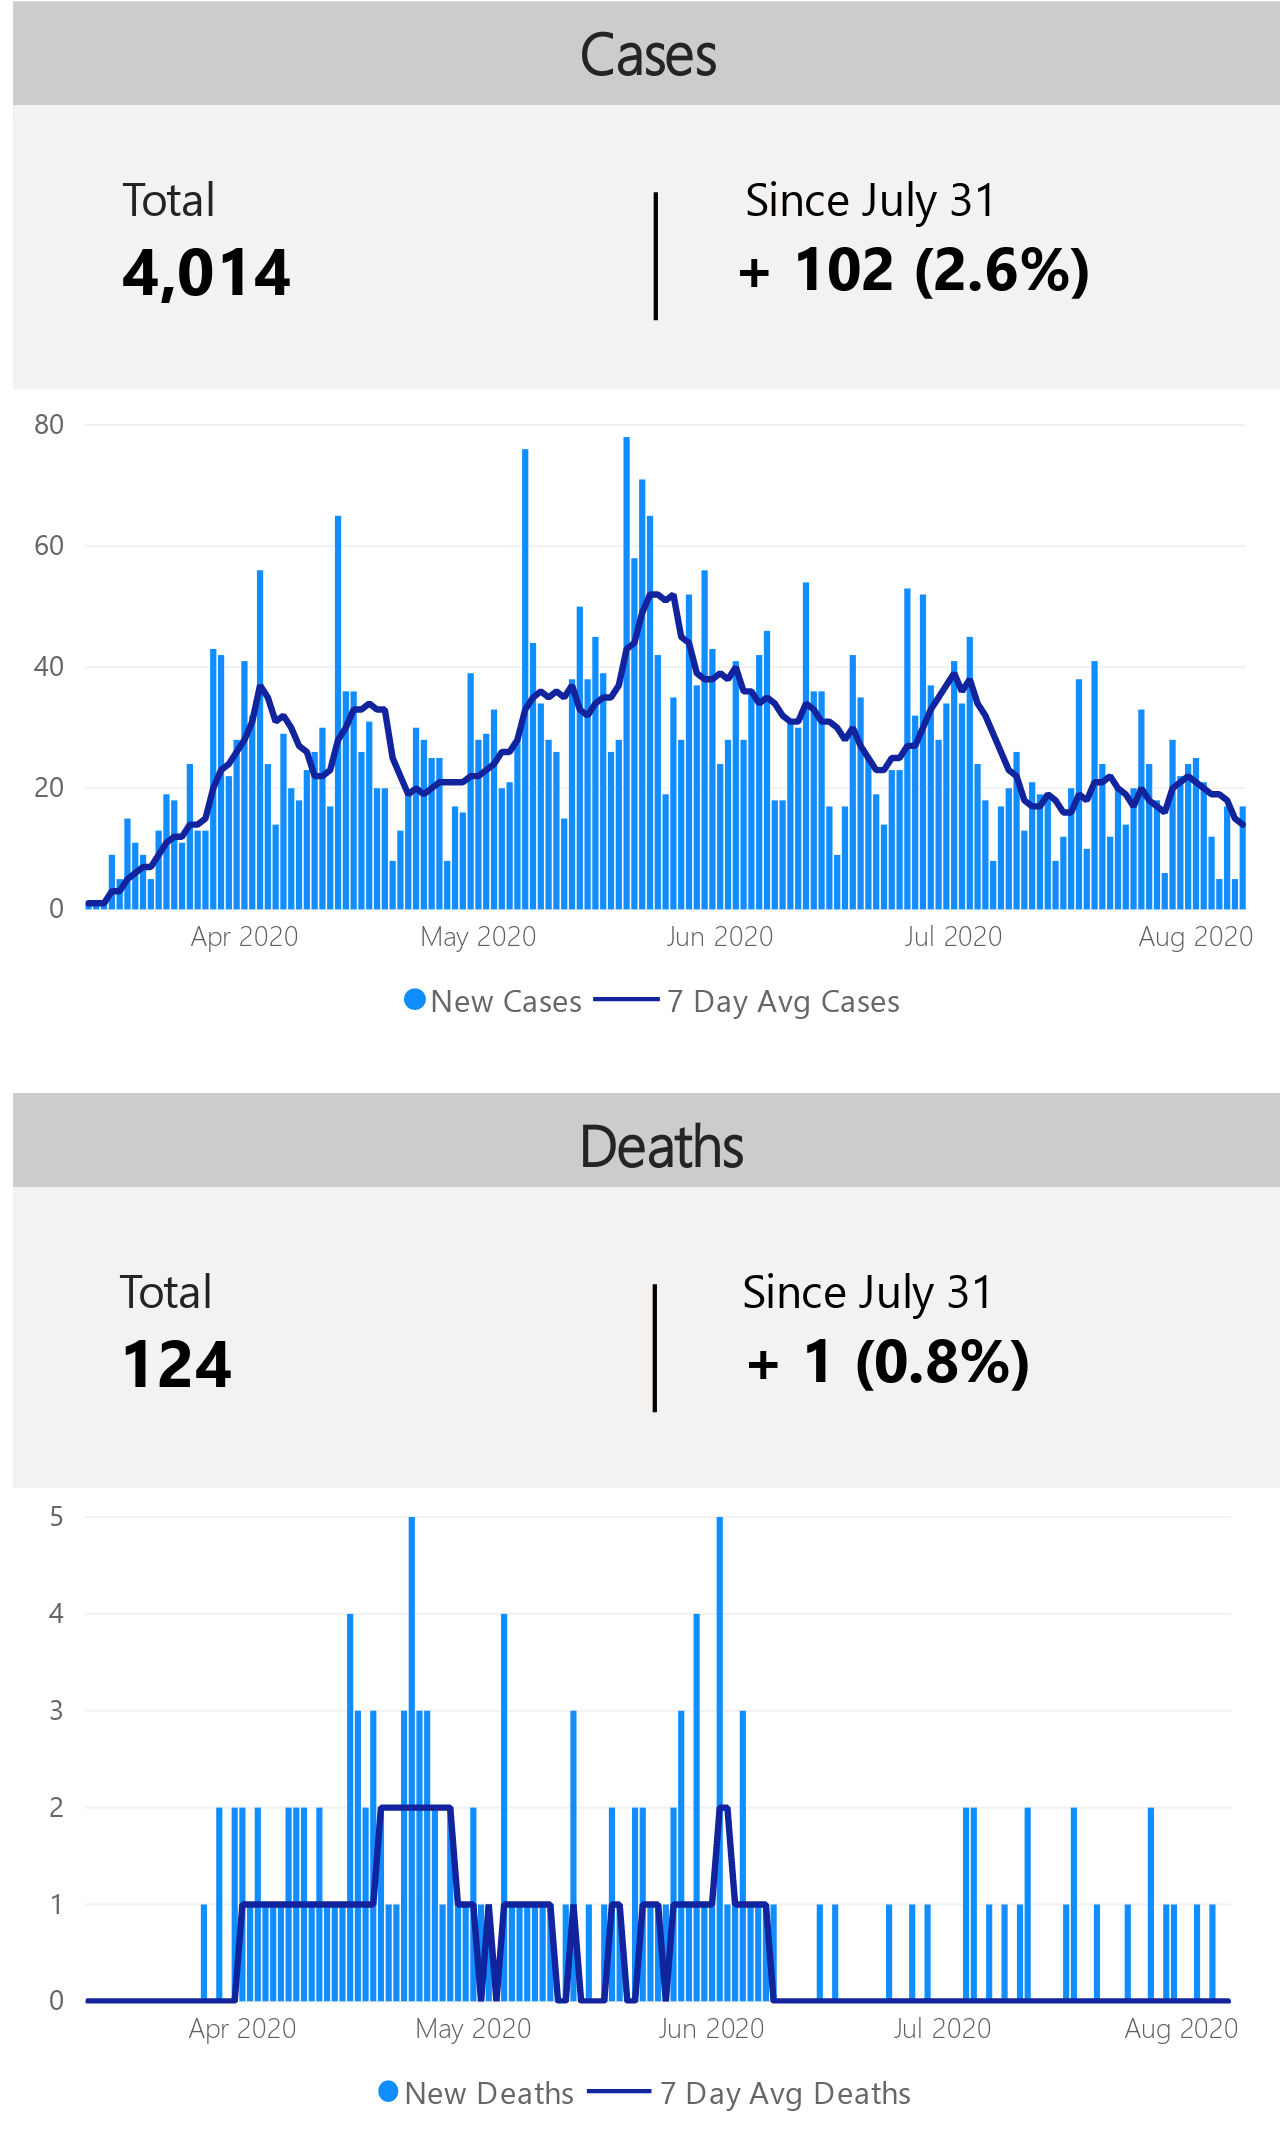 Cases
Total
Since July 31
4,014
+ 102 (2.6%)
80
60
40
20
0
Apr 2020
May 2020
Jun 2020
Jul 2020
Aug 2020
New Cases
7 Day Avg Cases
Deaths
Total
Since July 31
124
+ 1 (0.8%)
5
4
3
2
1
0
Apr 2020
May 2020
Jun 2020
Jul 2020
Aug 2020
New Deaths
7 Day Avg Deaths